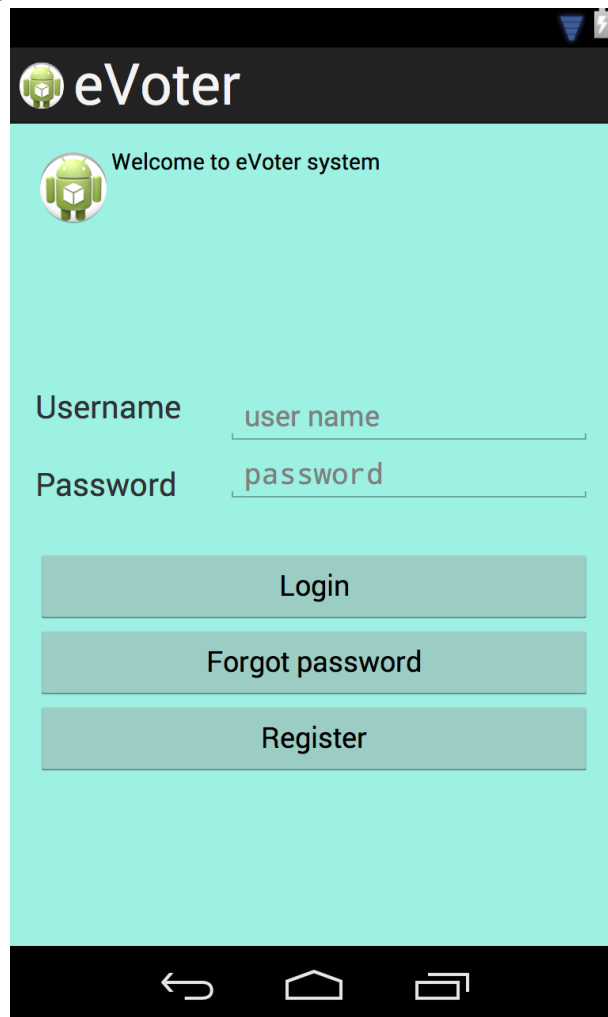 eVoter
Welcome to eVoter system
Username
user name
Password
password
Login
Forgot password
Register